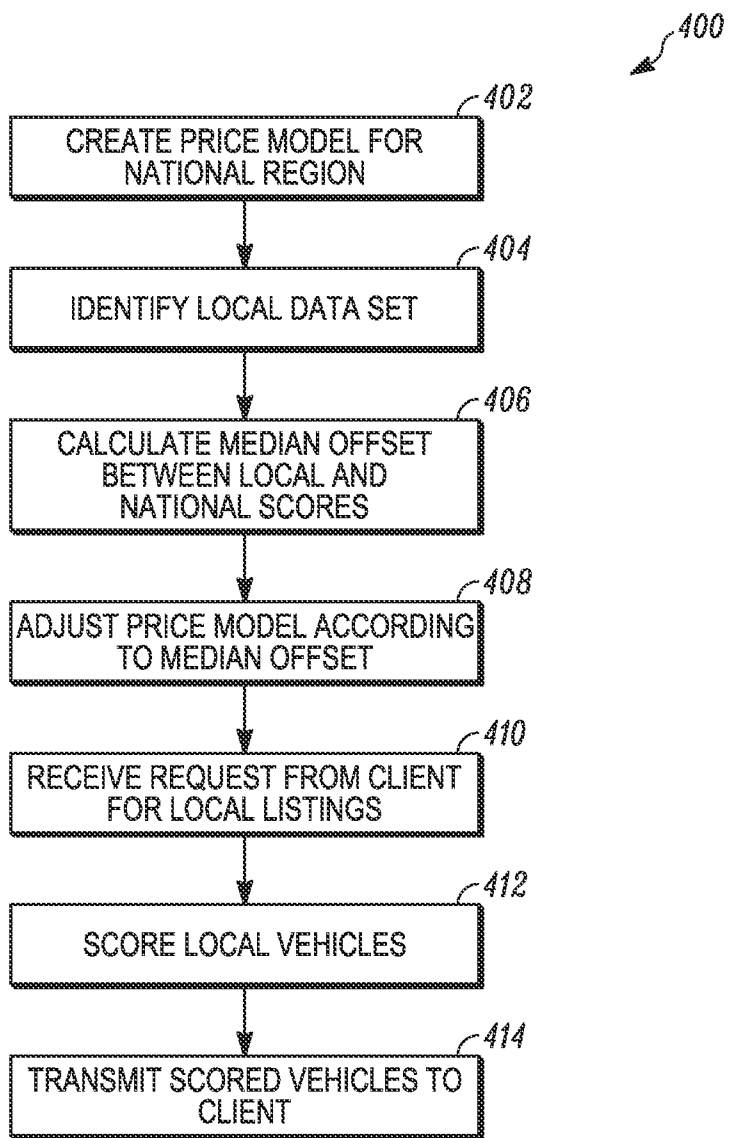 400
402
CREATE PRICE MODEL FOR
NATIONAL REGION
404
IDENTIFY LOCAL DATA SET
406
CALCULATE MEDIAN OFFSET
BETWEEN LOCAL AND
NATIONAL SCORES
408
ADJUST PRICE MODEL ACCORDING
TO MEDIAN OFFSET
410
RECEIVE REQUEST FROM CLIENT
FOR LOCAL LISTINGS
412
SCORE LOCAL VEHICLES
414
TRANSMIT SCORED VEHICLES TO
CLIENT